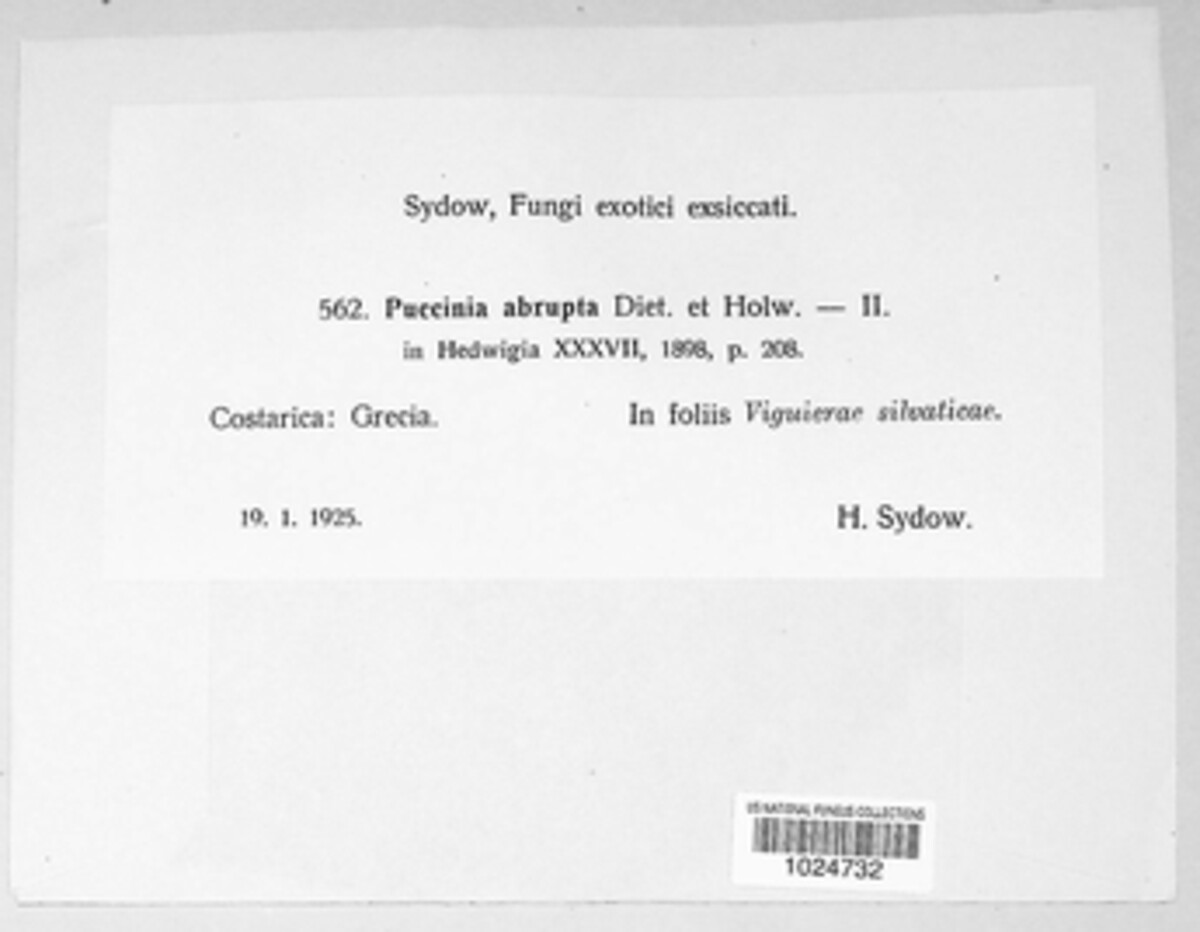 Sydow, Fungi exotici exsiccati.
562. Puccinia abrupta Diet. et Holw. — II.
in Hedwigia XXXVII, 1898, p. 208.
Costarica: Grecia. In foliis Viguierae silvaticae.
19. 1. 1925. H. Sydow.
US NATIONAL FUNGUS COLLECTIONS
1024732